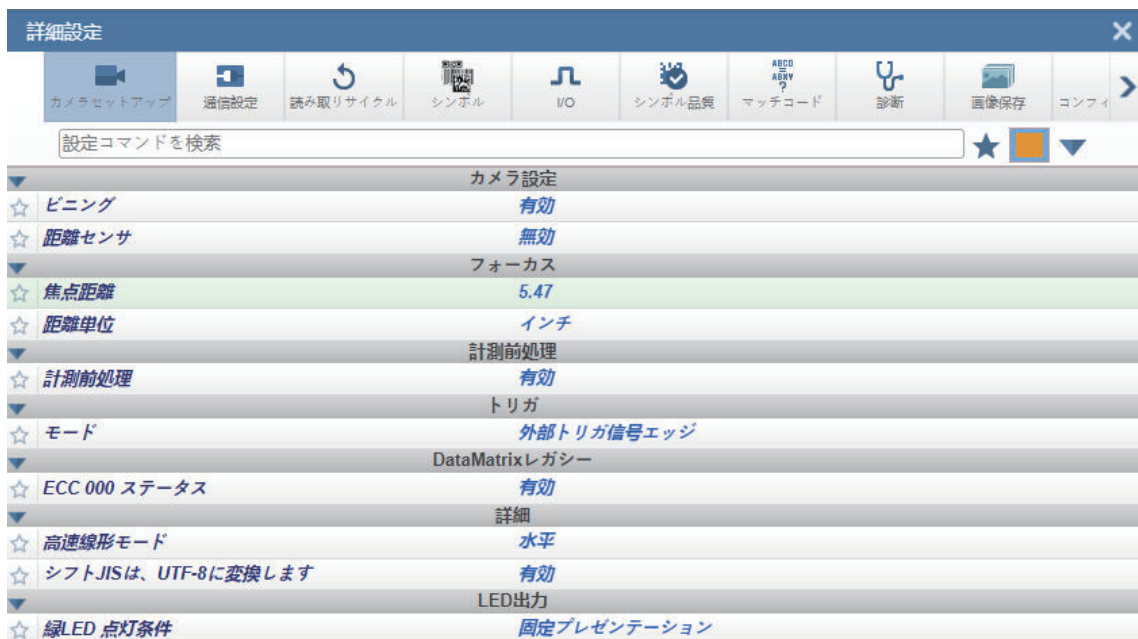 詳細設定
カメラセットアップ 通信設定 読み取りサイクル シンボル I/O シンボル品質 マッチコード 診断 画像保存 コンフィ
設定コマンドを検索
カメラ設定
ビニング 有効
距離センサ 無効
フォーカス
焦点距離 5.47
距離単位 インチ
計測前処理
計測前処理 有効
トリガ
モード 外部トリガ信号エッジ
DataMatrixレガシー
ECC 000 ステータス 有効
詳細
高速線形モード 水平
シフトJISは、UTF-8に変換します 有効
LED出力
緑LED 点灯条件 固定プレゼンテーション